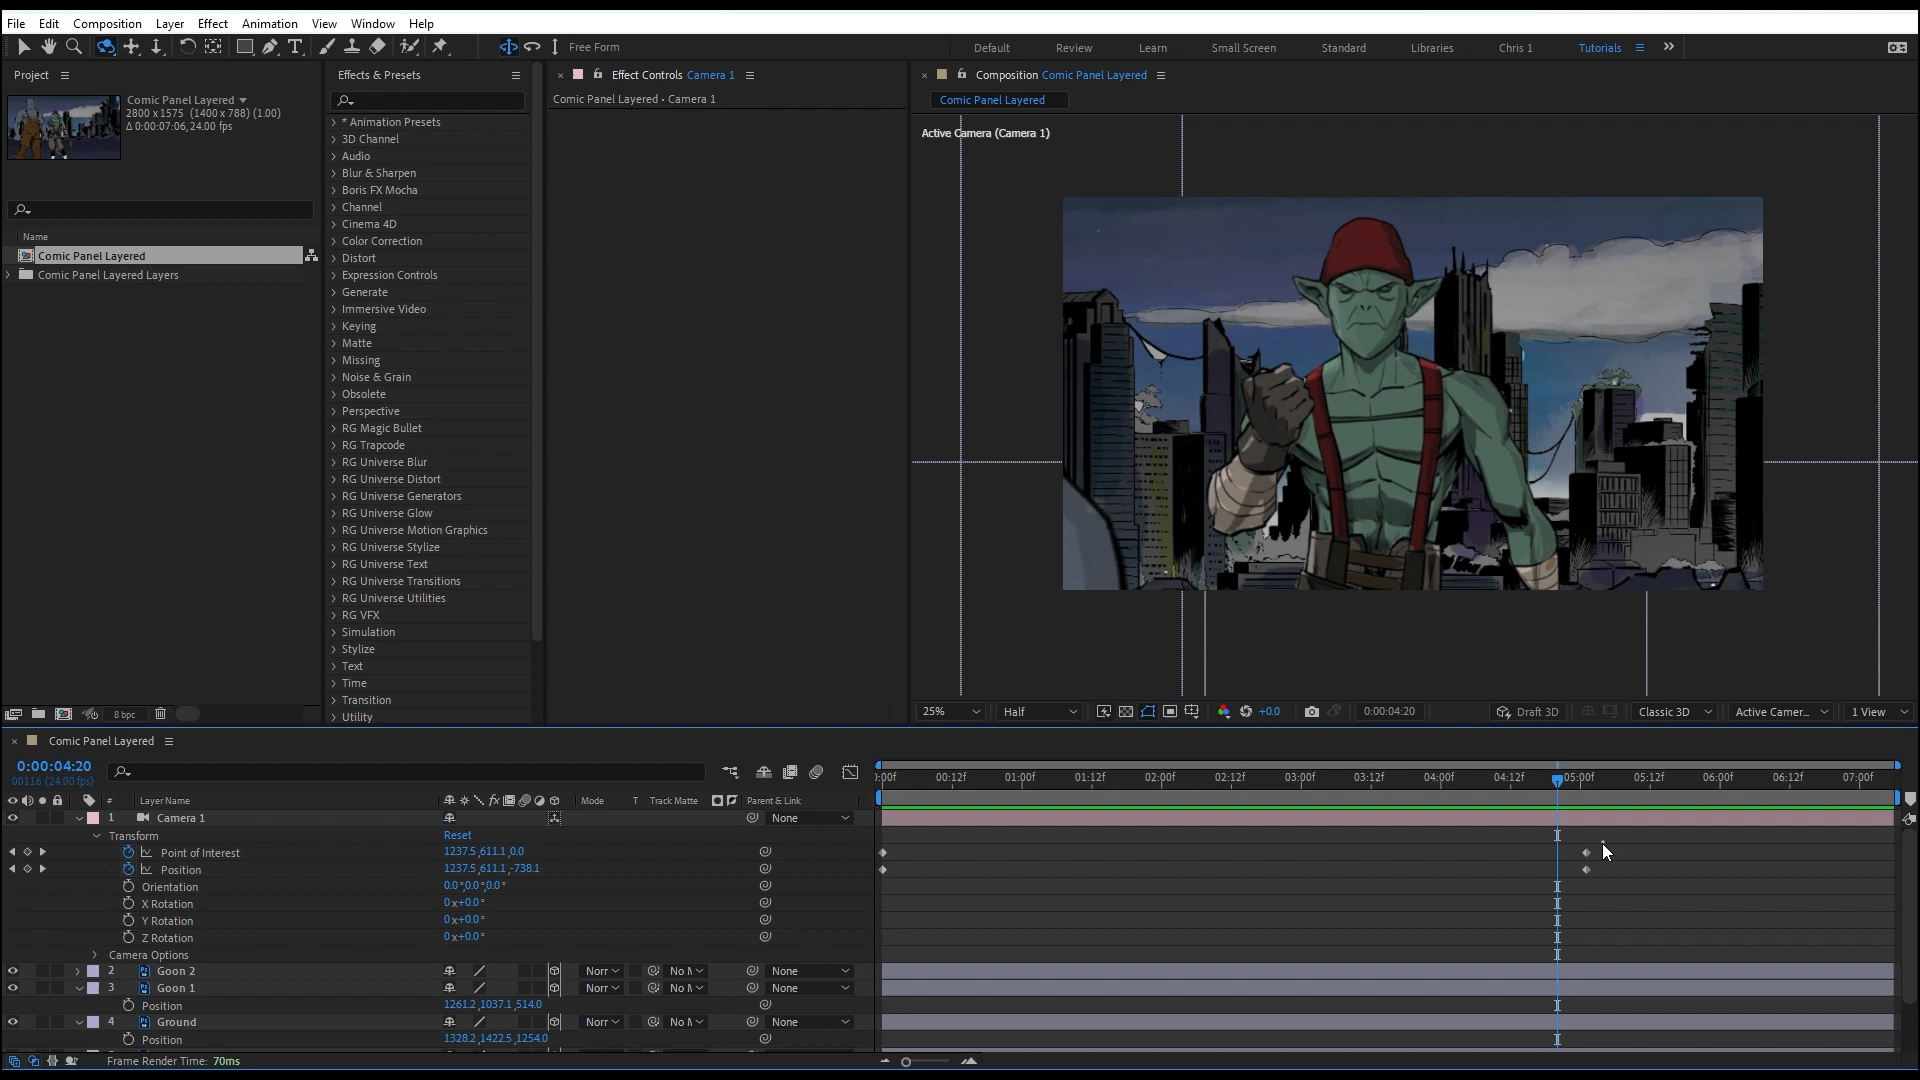 File Edit Composition Layer Effect Animation View Window Help
Free Form
Default Review Learn Small Screen Standard Libraries Chris 1 Tutorials
Project
Comic Panel Layered
2800 x 1575 (1400 x 788) (1.00)
Δ 0:00:07:06, 24.00 fps
Name
Comic Panel Layered
Comic Panel Layered Layers
8 bpc
Effects & Presets
* Animation Presets
3D Channel
Audio
Blur & Sharpen
Boris FX Mocha
Channel
Cinema 4D
Color Correction
Distort
Expression Controls
Generate
Immersive Video
Keying
Matte
Missing
Noise & Grain
Obsolete
Perspective
RG Magic Bullet
RG Trapcode
RG Universe Blur
RG Universe Distort
RG Universe Generators
RG Universe Glow
RG Universe Motion Graphics
RG Universe Stylize
RG Universe Text
RG Universe Transitions
RG Universe Utilities
RG VFX
Simulation
Stylize
Text
Time
Transition
Utility
Effect Controls Camera 1
Comic Panel Layered • Camera 1
Composition Comic Panel Layered
Comic Panel Layered
Active Camera (Camera 1)
25% Half +0.0 0:00:04:20 Draft 3D Classic 3D Active Camer... 1 View
Comic Panel Layered
0:00:04:20
00116 (24.00 fps)
:00f 00:12f 01:00f 01:12f 02:00f 02:12f 03:00f 03:12f 04:00f 04:12f 05:00f 05:12f 06:00f 06:12f 07:00f
# Layer Name Mode T Track Matte Parent & Link
1 Camera 1 None
Transform Reset
Point of Interest 1237.5,611.1,0.0
Position 1237.5,611.1,-738.1
Orientation 0.0°,0.0°,0.0°
X Rotation 0x+0.0°
Y Rotation 0x+0.0°
Z Rotation 0x+0.0°
Camera Options
2 Goon 2 Norr No M None
3 Goon 1 Norr No M None
Position 1261.2,1037.1,514.0
4 Ground Norr No M None
Position 1328.2,1422.5,1254.0
Frame Render Time: 70ms